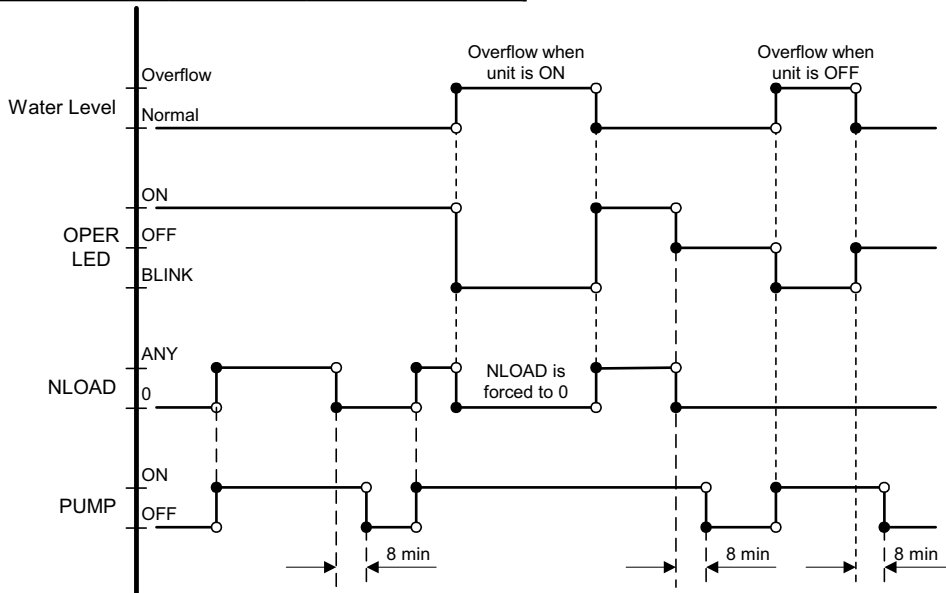 Overflow when
unit is ON
Overflow when
unit is OFF
Water Level
Overflow
Normal
OPER
LED
ON
OFF
BLINK
NLOAD
ANY
0
NLOAD is
forced to 0
PUMP
ON
OFF
8 min
8 min
8 min